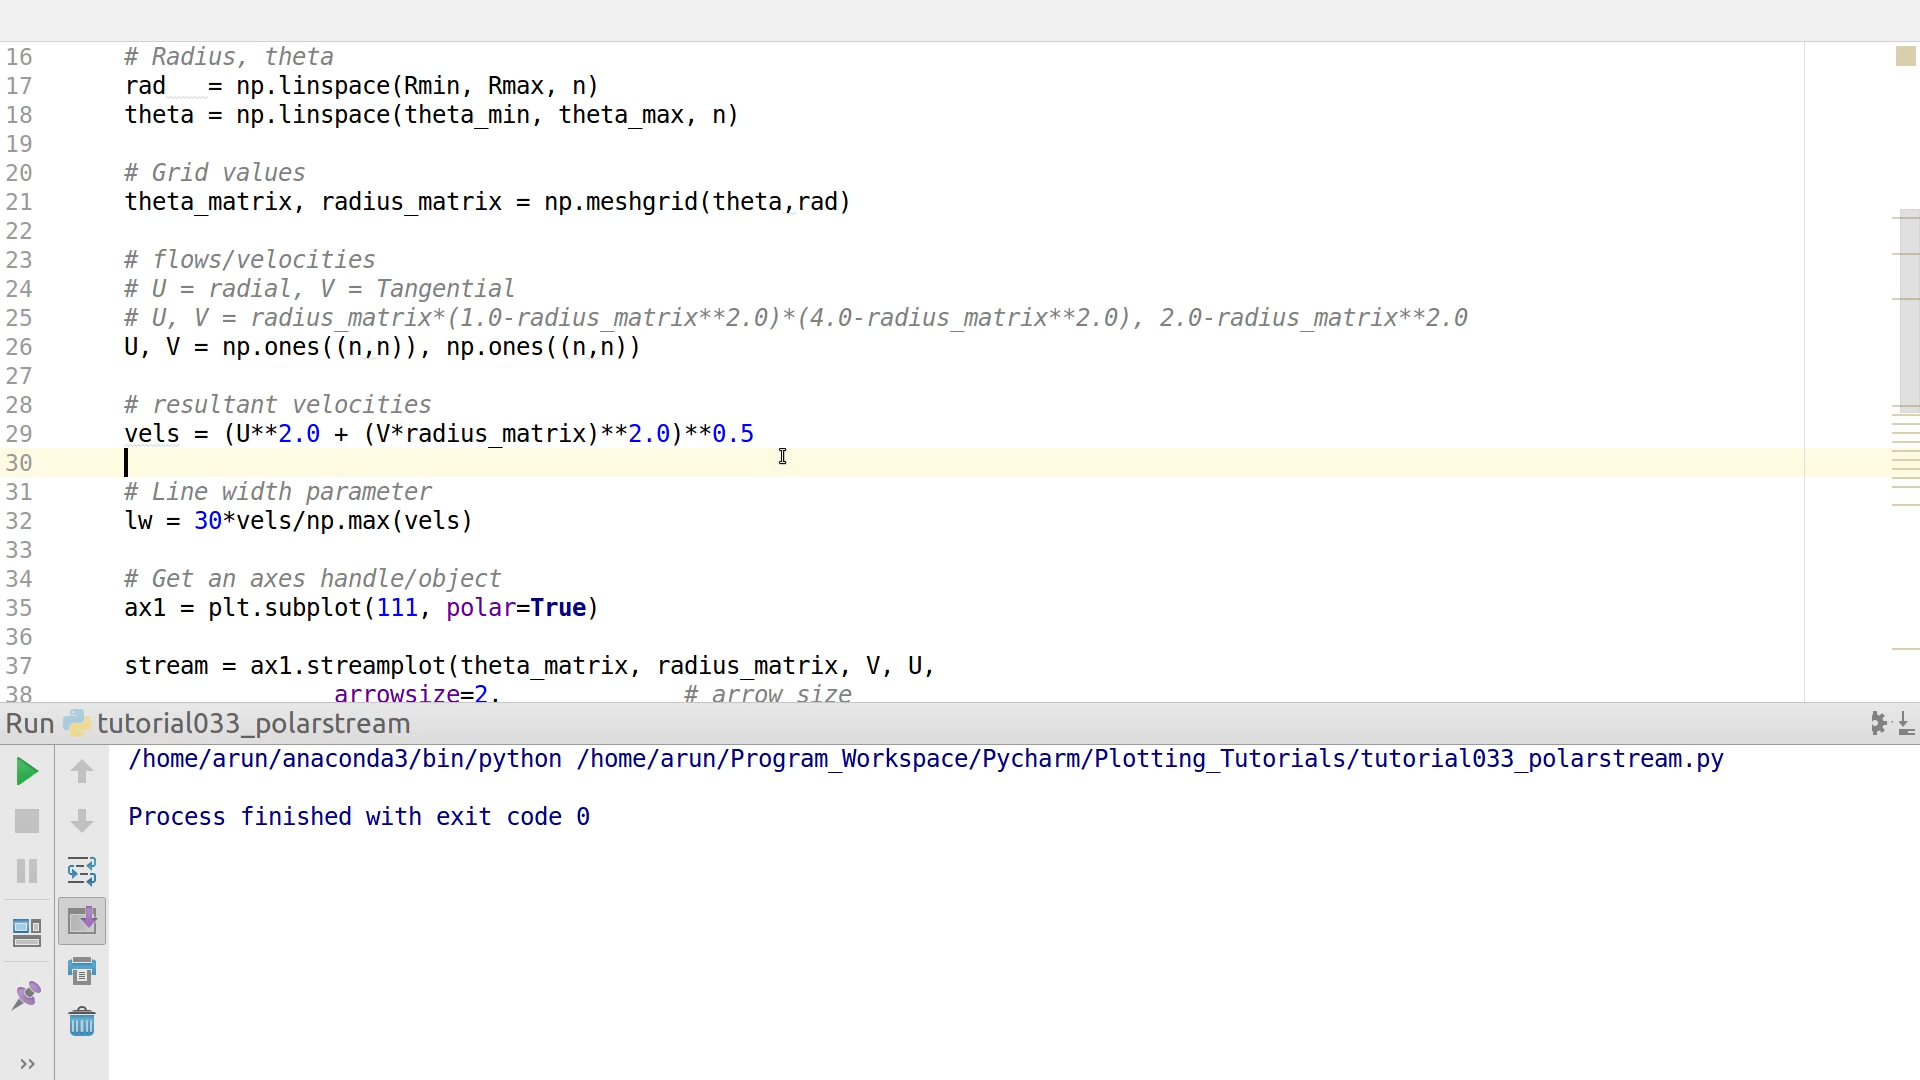 16 # Radius, theta
17 rad   = np.linspace(Rmin, Rmax, n)
18 theta = np.linspace(theta_min, theta_max, n)
19
20 # Grid values
21 theta_matrix, radius_matrix = np.meshgrid(theta,rad)
22
23 # flows/velocities
24 # U = radial, V = Tangential
25 # U, V = radius_matrix*(1.0-radius_matrix**2.0)*(4.0-radius_matrix**2.0), 2.0-radius_matrix**2.0
26 U, V = np.ones((n,n)), np.ones((n,n))
27
28 # resultant velocities
29 vels = (U**2.0 + (V*radius_matrix)**2.0)**0.5
30
31 # Line width parameter
32 lw = 30*vels/np.max(vels)
33
34 # Get an axes handle/object
35 ax1 = plt.subplot(111, polar=True)
36
37 stream = ax1.streamplot(theta_matrix, radius_matrix, V, U,
38 arrowsize=2, # arrow size
Run tutorial033_polarstream
/home/arun/anaconda3/bin/python /home/arun/Program_Workspace/Pycharm/Plotting_Tutorials/tutorial033_polarstream.py
Process finished with exit code 0